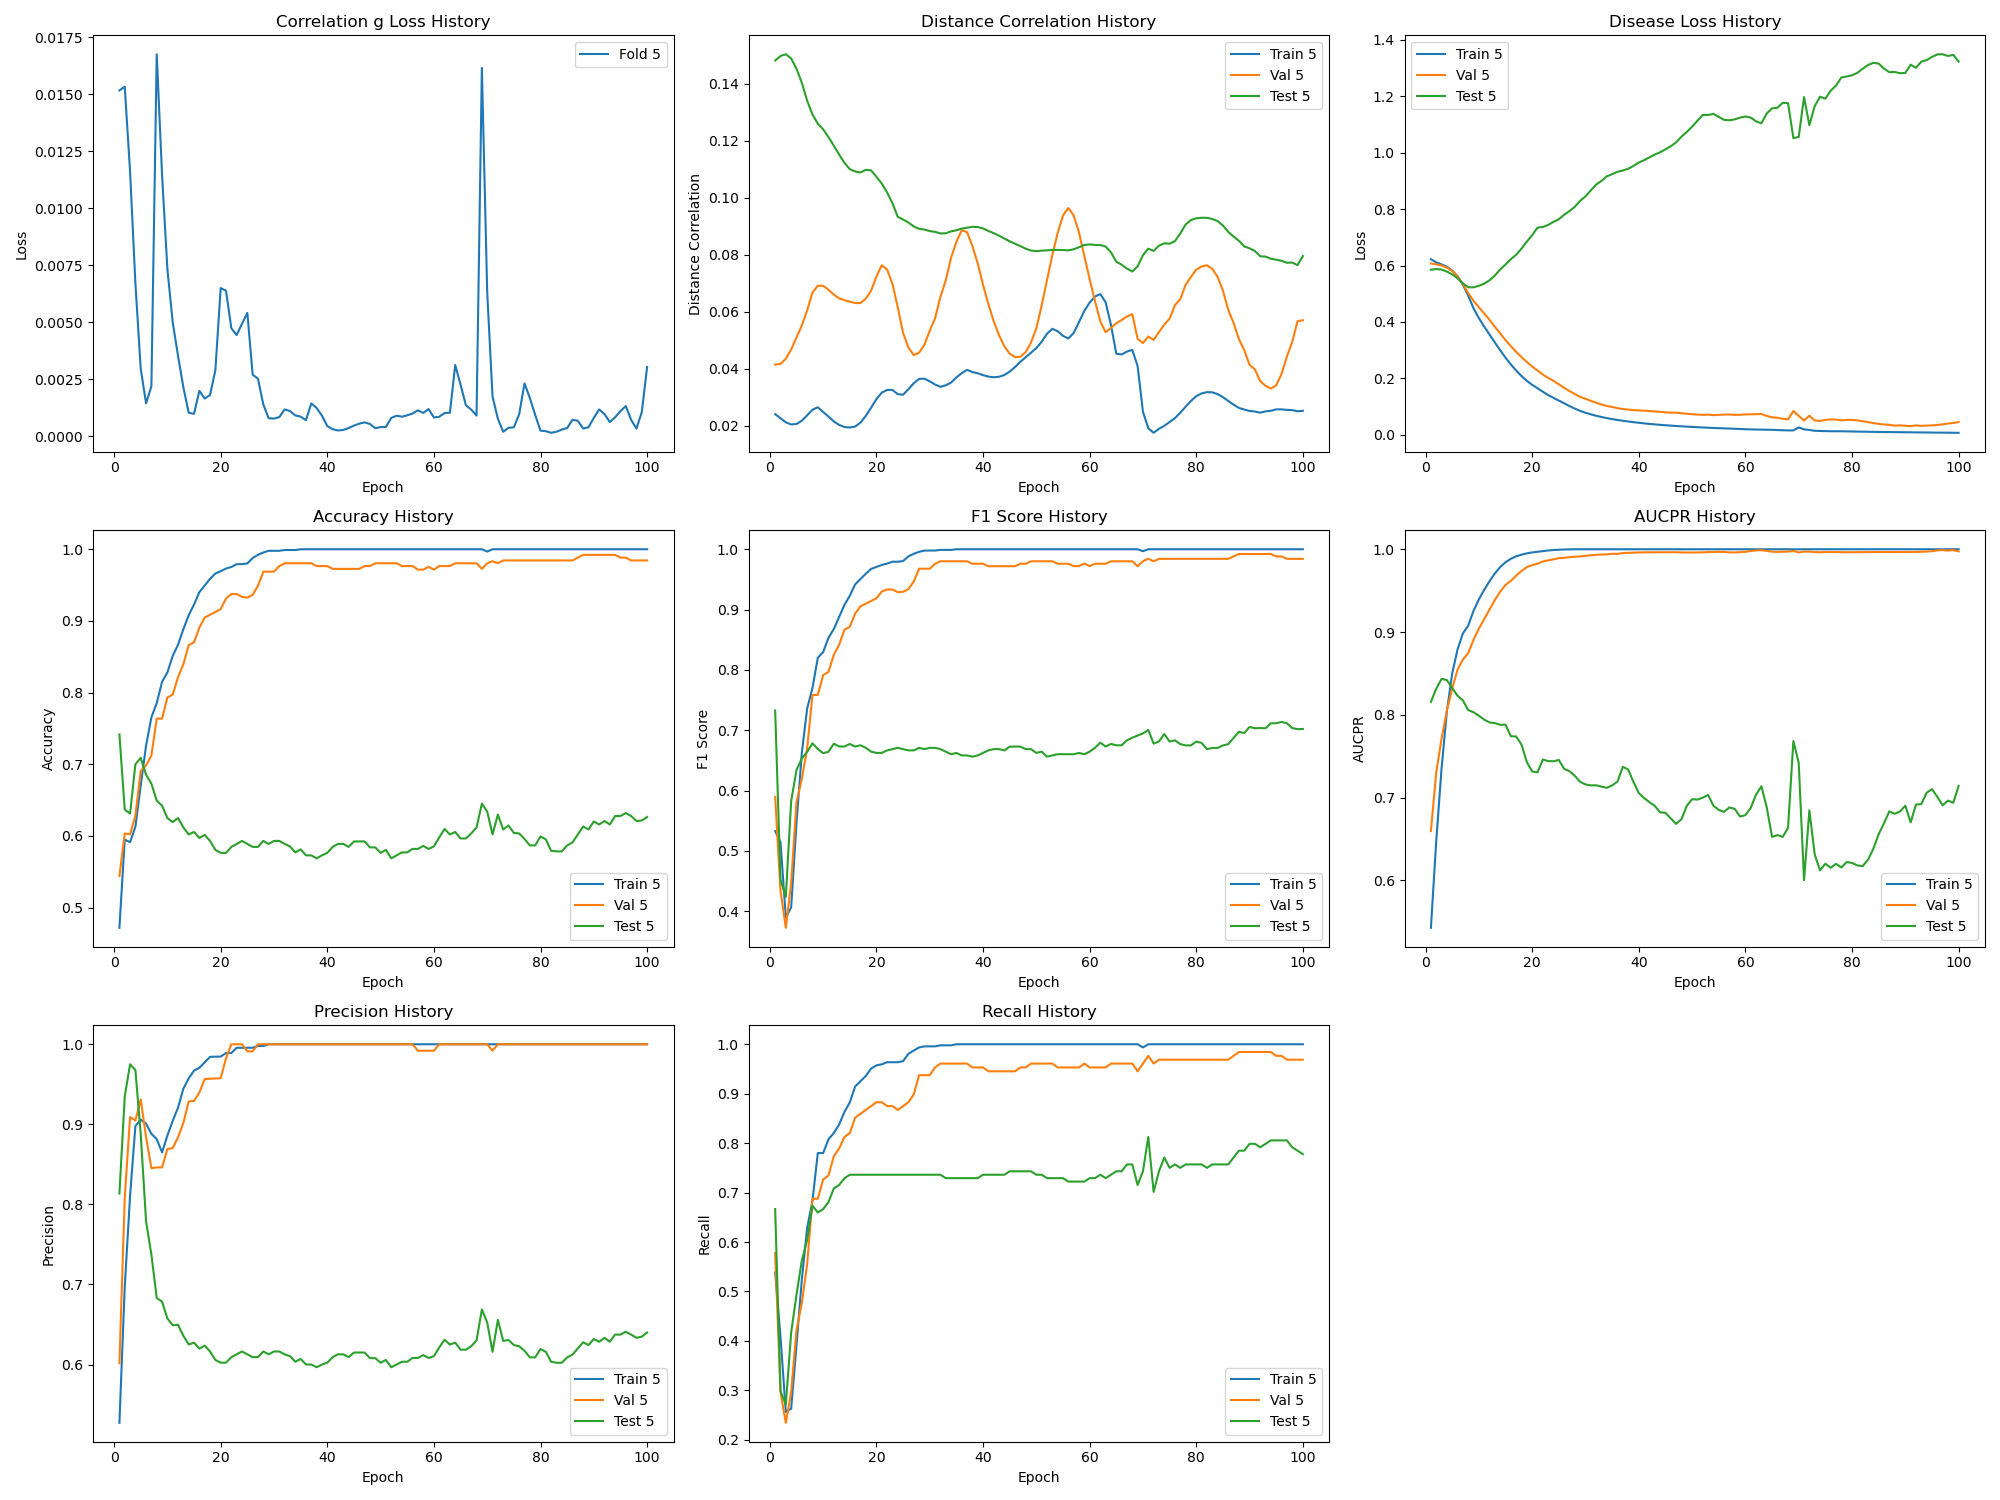 Correlation g Loss History
Loss
0.0175
0.0150
0.0125
0.0100
0.0075
0.0050
0.0025
0.0000
0 20 40 60 80 100
Epoch
Fold 5
Distance Correlation History
Distance Correlation
0.14
0.12
0.10
0.08
0.06
0.04
0.02
0 20 40 60 80 100
Epoch
Train 5
Val 5
Test 5
Disease Loss History
Loss
1.4
1.2
1.0
0.8
0.6
0.4
0.2
0.0
0 20 40 60 80 100
Epoch
Train 5
Val 5
Test 5
Accuracy History
Accuracy
1.0
0.9
0.8
0.7
0.6
0.5
0 20 40 60 80 100
Epoch
Train 5
Val 5
Test 5
F1 Score History
F1 Score
1.0
0.9
0.8
0.7
0.6
0.5
0.4
0 20 40 60 80 100
Epoch
Train 5
Val 5
Test 5
AUCPR History
AUCPR
1.0
0.9
0.8
0.7
0.6
0 20 40 60 80 100
Epoch
Train 5
Val 5
Test 5
Precision History
Precision
1.0
0.9
0.8
0.7
0.6
0 20 40 60 80 100
Epoch
Train 5
Val 5
Test 5
Recall History
Recall
1.0
0.9
0.8
0.7
0.6
0.5
0.4
0.3
0.2
0 20 40 60 80 100
Epoch
Train 5
Val 5
Test 5